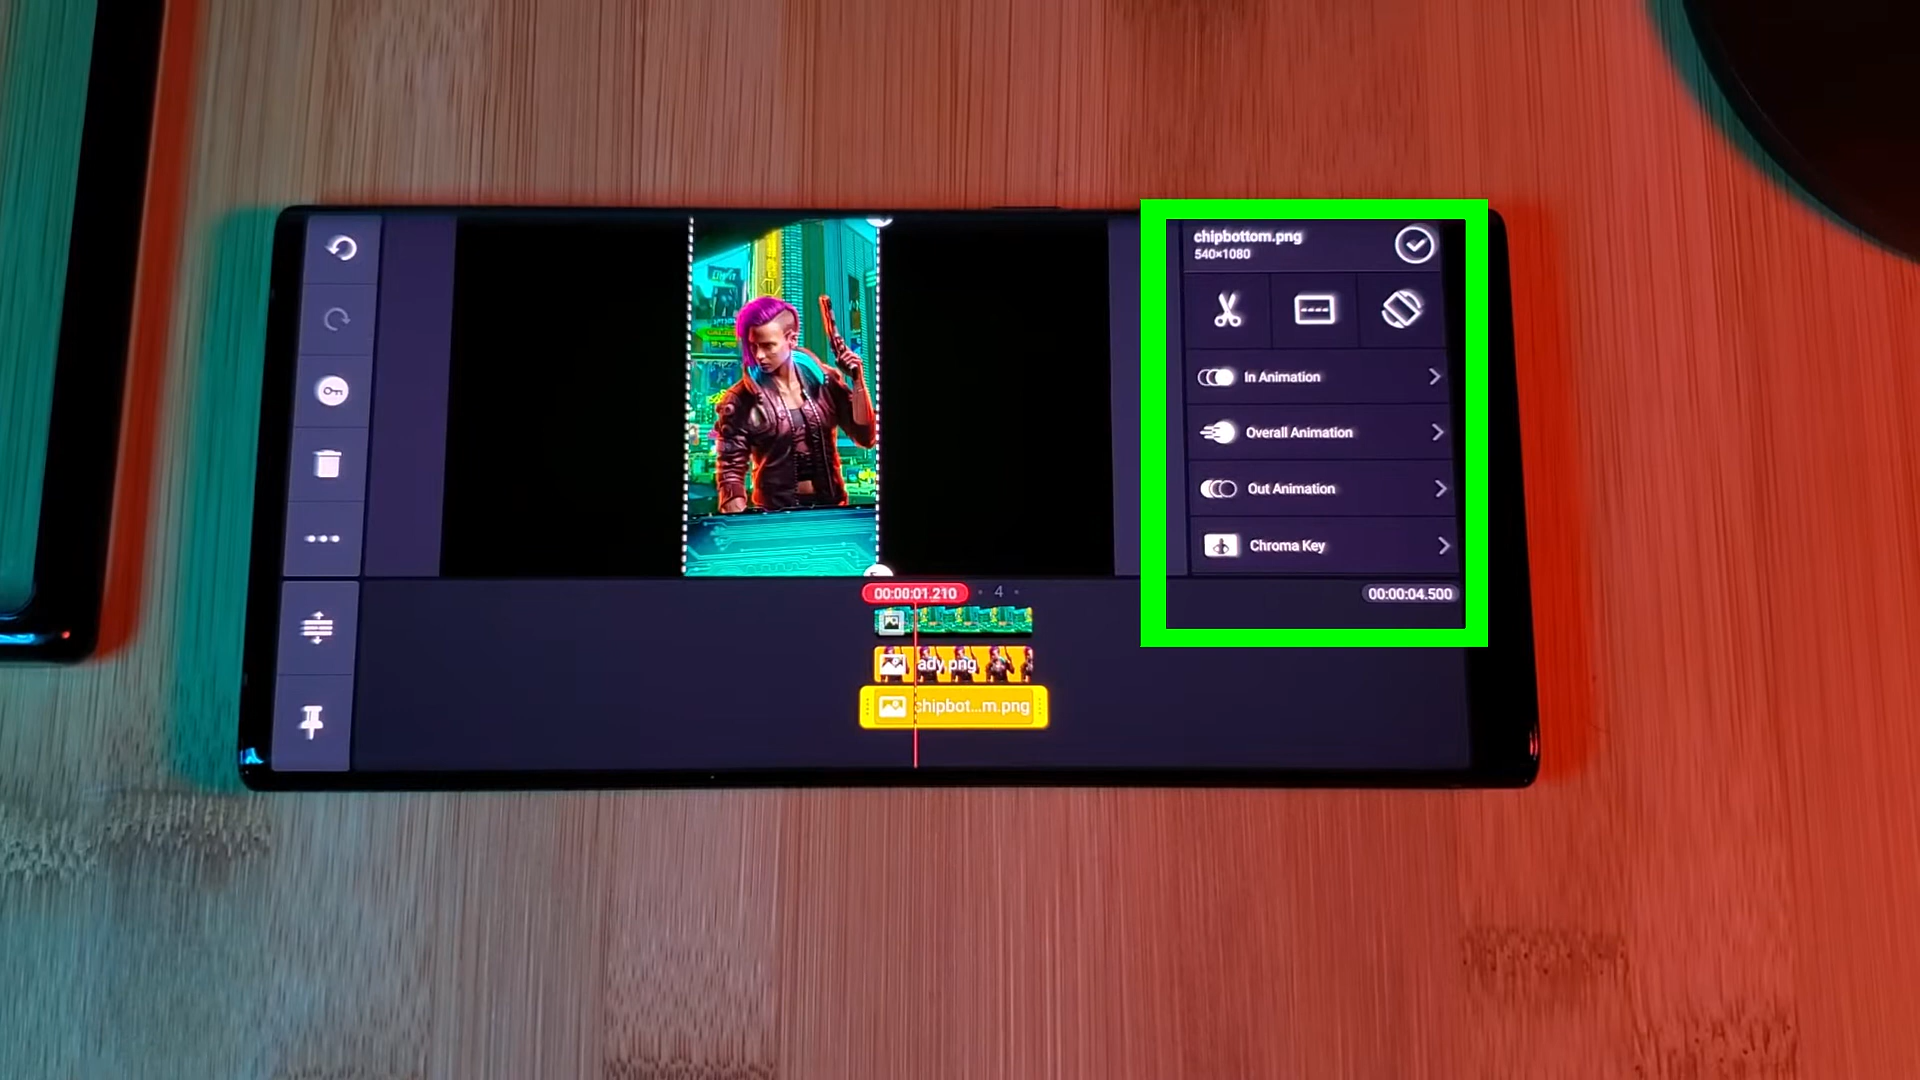 chipbottom.png
540×1080
In Animation
Overall Animation
Out Animation
Chroma Key
00:00:01.210
4
00:00:04.500
ady.png
chipbot...m.png